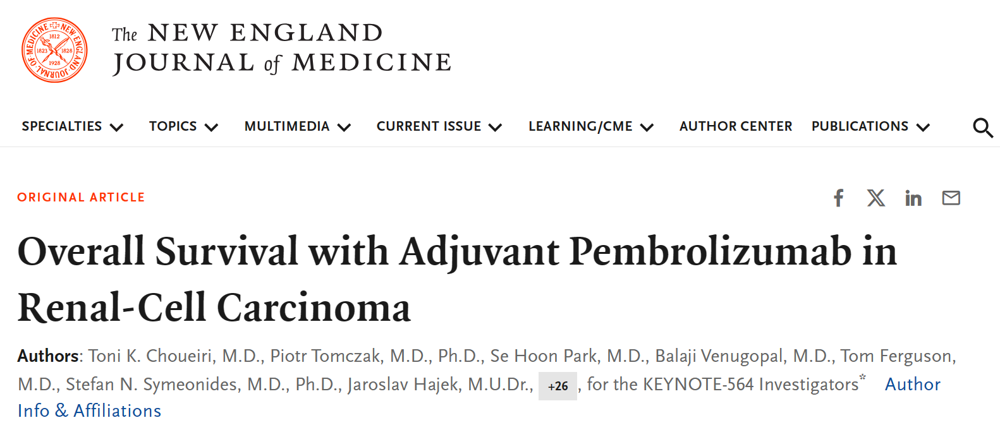 NEW ENGLAND JOURNAL OF MEDICINE
1812
1823 1828
1928
The NEW ENGLAND
JOURNAL of MEDICINE
SPECIALTIES TOPICS MULTIMEDIA CURRENT ISSUE LEARNING/CME AUTHOR CENTER PUBLICATIONS
ORIGINAL ARTICLE
Overall Survival with Adjuvant Pembrolizumab in
Renal-Cell Carcinoma
Authors: Toni K. Choueiri, M.D., Piotr Tomczak, M.D., Ph.D., Se Hoon Park, M.D., Balaji Venugopal, M.D., Tom Ferguson,
M.D., Stefan N. Symeonides, M.D., Ph.D., Jaroslav Hajek, M.U.Dr., +26 , for the KEYNOTE-564 Investigators* Author
Info & Affiliations